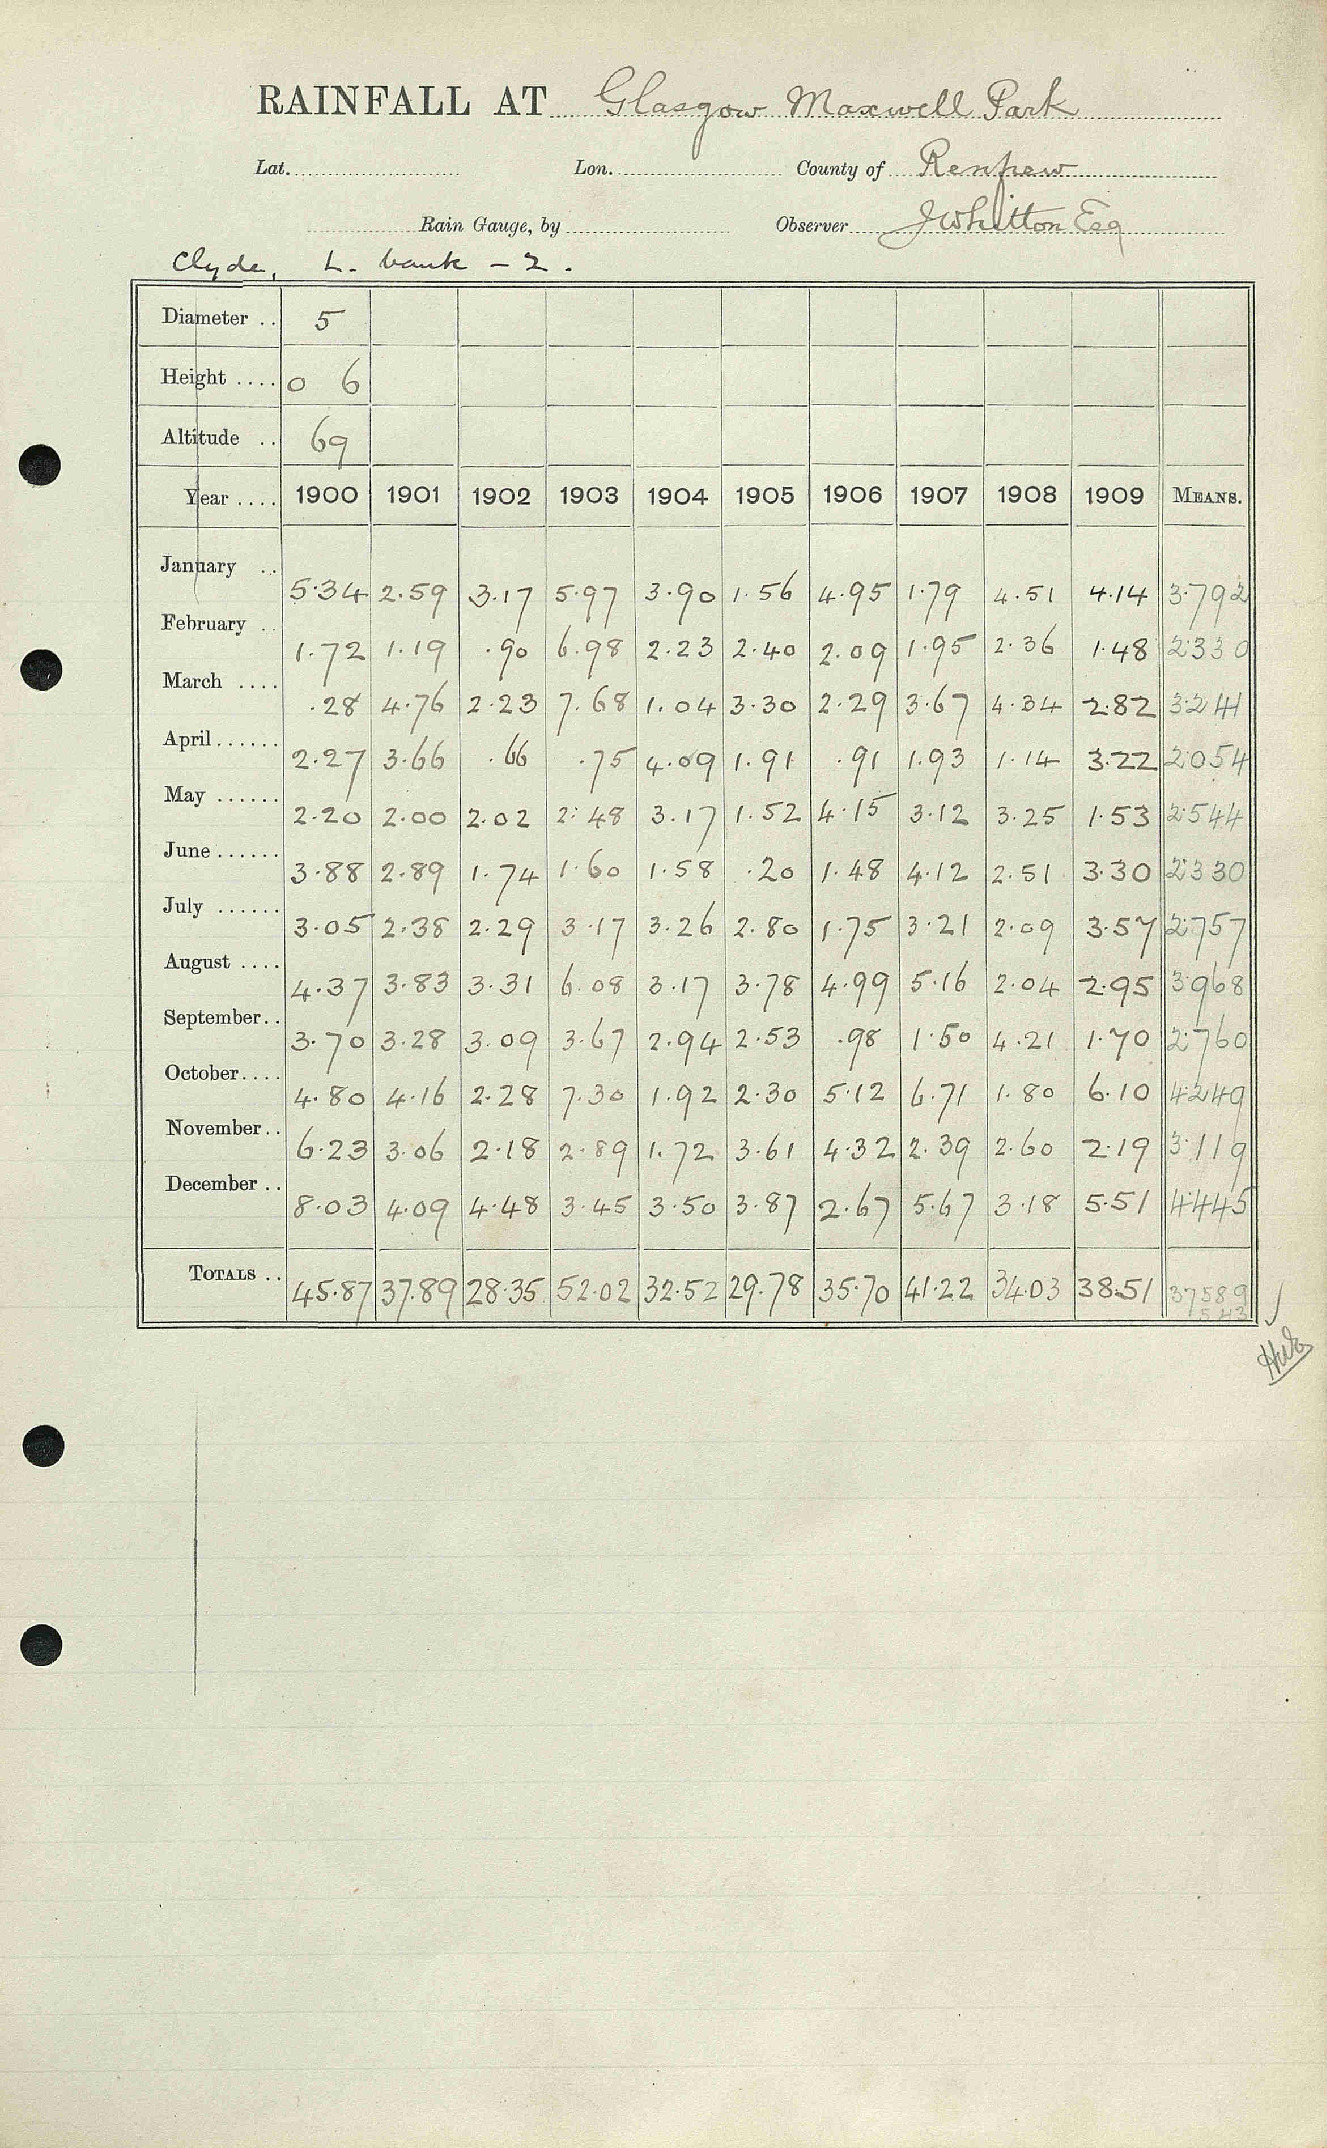 RAINFALL AT Glasgow Maxwell Park
Lat. Lon. County of Renfrew
Rain Gauge, by Observer J Whitton Esq
Clyde, L. bank - 2.
Diameter .. 5
Height .... 0 6
Altitude .. 69
Year .... 1900 1901 1902 1903 1904 1905 1906 1907 1908 1909 MEANS.
January .. 5.34 2.59 3.17 5.97 3.90 1.56 4.95 1.79 4.51 4.14 3.792
February .. 1.72 1.19 .90 6.98 2.23 2.40 2.09 1.95 2.36 1.48 2.330
March .... .28 4.76 2.23 7.68 1.04 3.30 2.29 3.67 4.34 2.82 3.241
April ...... 2.27 3.66 .66 .75 4.09 1.91 .91 1.93 1.14 3.22 2.054
May ...... 2.20 2.00 2.02 2.48 3.17 1.52 4.15 3.12 3.25 1.53 2.544
June ...... 3.88 2.89 1.74 1.60 1.58 .20 1.48 4.12 2.51 3.30 2.330
July ...... 3.05 2.38 2.29 3.17 3.26 2.80 1.75 3.21 2.09 3.57 2.757
August .... 4.37 3.83 3.31 6.08 3.17 3.78 4.99 5.16 2.04 2.95 3.968
September .. 3.70 3.28 3.09 3.67 2.94 2.53 .98 1.50 4.21 1.70 2.760
October .... 4.80 4.16 2.28 7.30 1.92 2.30 5.12 6.71 1.80 6.10 4.249
November .. 6.23 3.06 2.18 2.89 1.72 3.61 4.32 2.39 2.60 2.19 3.119
December .. 8.03 4.09 4.48 3.45 3.50 3.87 2.67 5.67 3.18 5.51 4.445
TOTALS .. 45.87 37.89 28.35 52.02 32.52 29.78 35.70 41.22 34.03 38.51 37.589
543